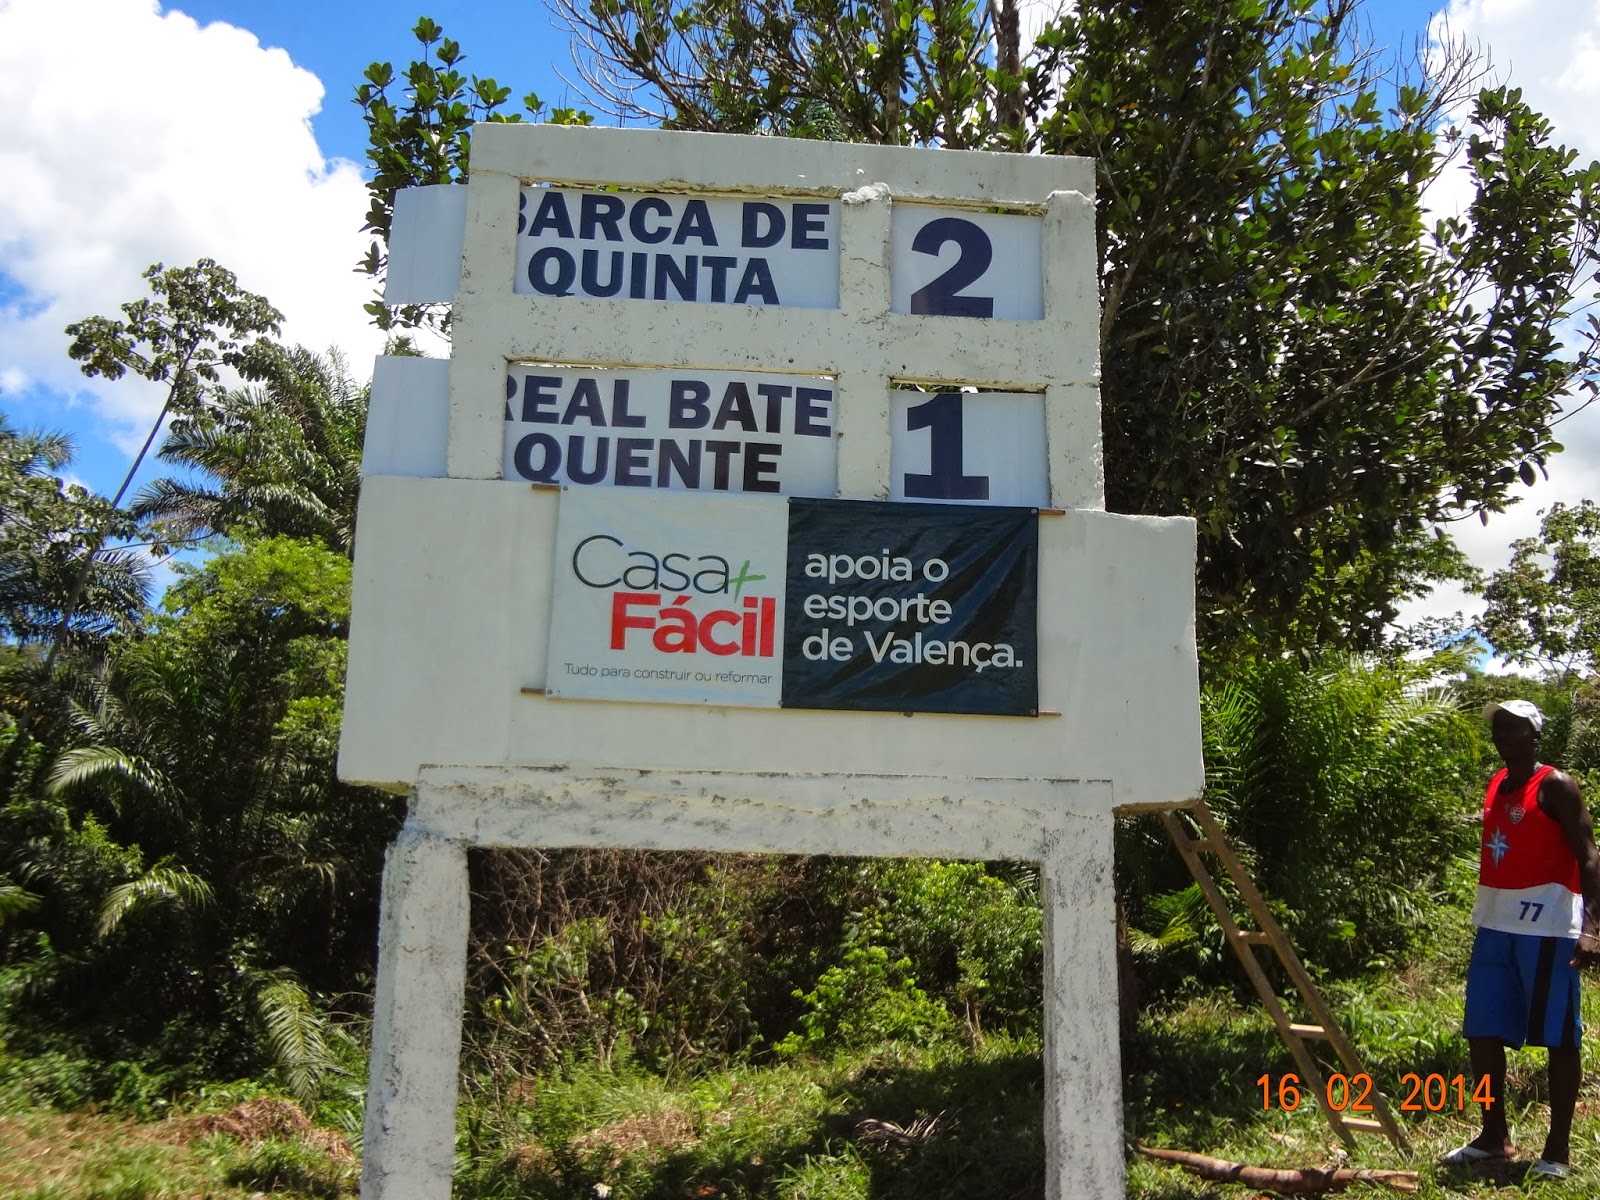 BARCA DE
QUINTA
2
REAL BATE
QUENTE
1
Casa+
Fácil
Tudo para construir ou reformar
apoia o
esporte
de Valença.
77
16 02 2014